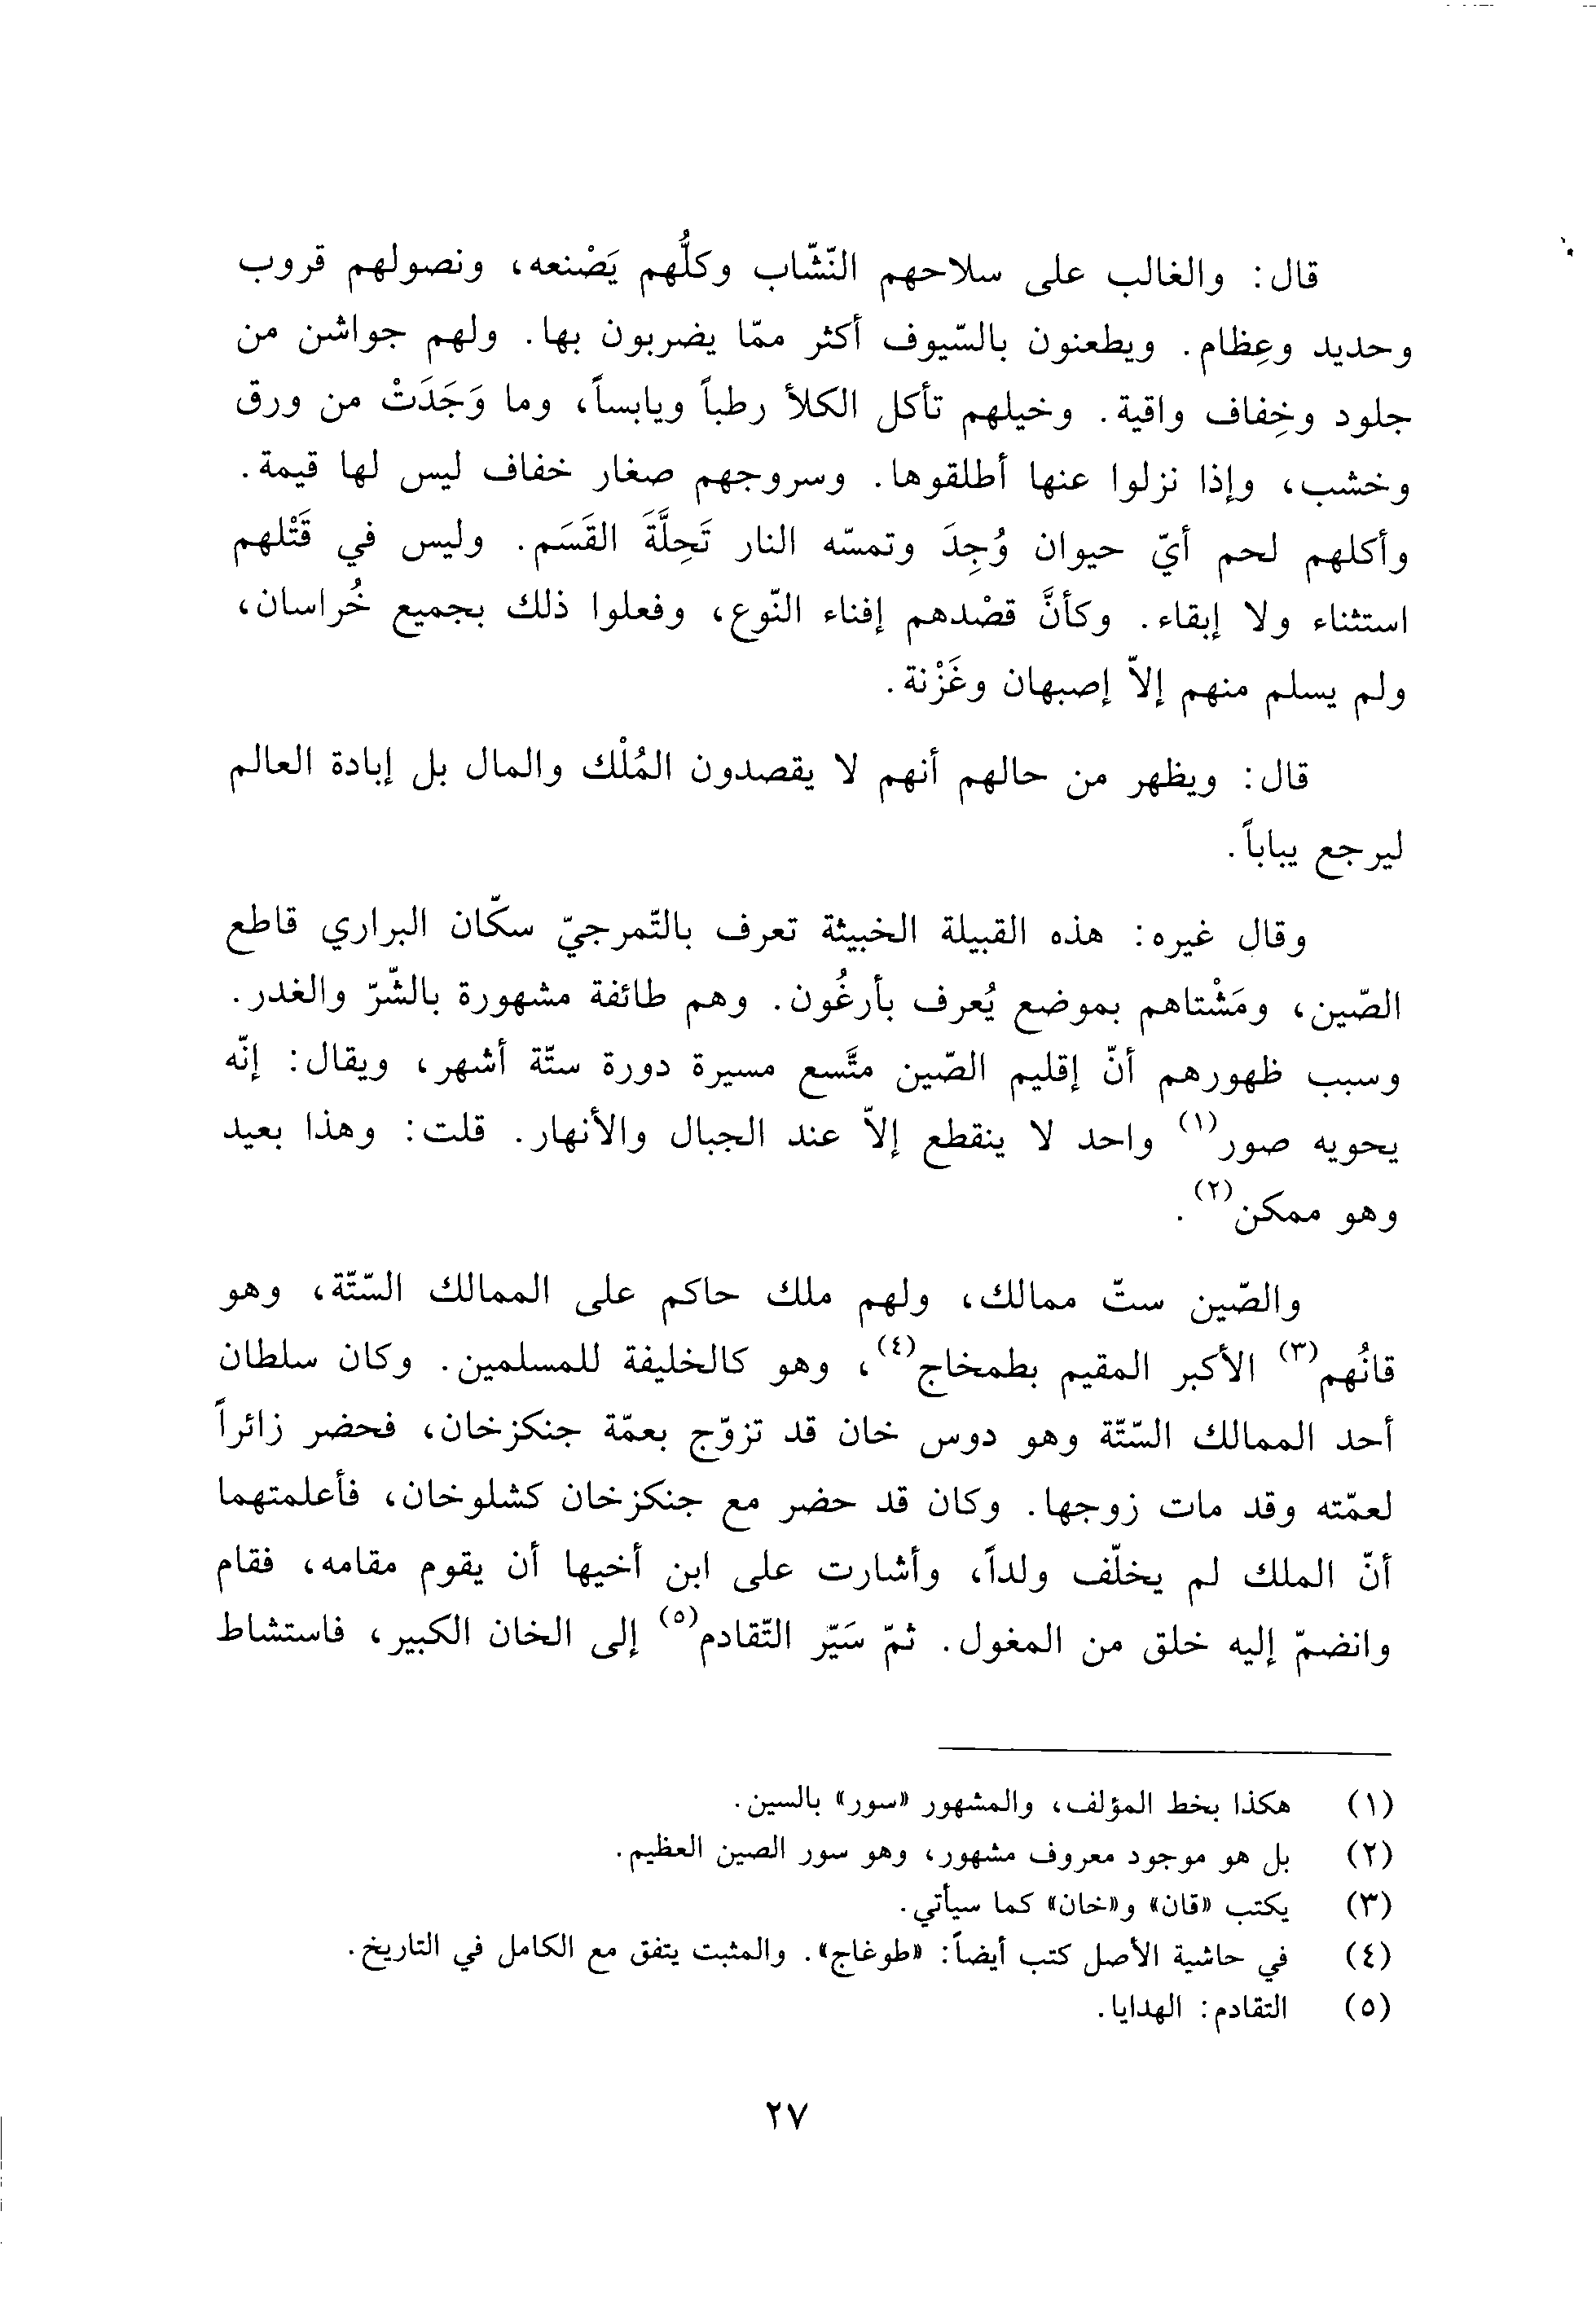 قال: والغالب على سلاحهم النّشّاب وكلُّهم يَصْنعه، ونصولهم قروب
وحديد وعِظام. ويطعنون بالسّيوف أكثر ممّا يضربون بها. ولهم جواشن من
جلود وخِفاف واقية. وخيلهم تأكل الكلأ رطباً ويابساً، وما وَجَدَتْ من ورق
وخشب، وإذا نزلوا عنها أطلقوها. وسروجهم صغار خفاف ليس لها قيمة.
وأكلهم لحم أيّ حيوان وُجِدَ وتمسّه النار تَحِلَّةَ القَسَم. وليس في قَتْلهم
استثناء ولا إبقاء. وكأنَّ قصْدهم إفناء النّوع، وفعلوا ذلك بجميع خُراسان،
ولم يسلم منهم إلاّ إصبهان وغَزْنة.
قال: ويظهر من حالهم أنهم لا يقصدون المُلْك والمال بل إبادة العالم
ليرجع يباباً.
وقال غيره: هذه القبيلة الخبيثة تعرف بالتّمرجيّ سكّان البراري قاطع
الصّين، ومَشْتاهم بموضع يُعرف بأرغُون. وهم طائفة مشهورة بالشّرّ والغدر.
وسبب ظهورهم أنّ إقليم الصّين متَّسع مسيرة دورة ستّة أشهر، ويقال: إنّه
يحويه صور(١) واحد لا ينقطع إلاّ عند الجبال والأنهار. قلت: وهذا بعيد
وهو ممكن(٢).
والصّين ستّ ممالك، ولهم ملك حاكم على الممالك السّتّة، وهو
قانُهم(٣) الأكبر المقيم بطمخاج(٤)، وهو كالخليفة للمسلمين. وكان سلطان
أحد الممالك السّتّة وهو دوس خان قد تزوّج بعمّة جنكزخان، فحضر زائراً
لعمّته وقد مات زوجها. وكان قد حضر مع جنكزخان كشلوخان، فأعلمتهما
أنّ الملك لم يخلّف ولداً، وأشارت على ابن أخيها أن يقوم مقامه، فقام
وانضمّ إليه خلق من المغول. ثمّ سَيّر التّقادم(٥) إلى الخان الكبير، فاستشاط
(١) هكذا بخط المؤلف، والمشهور «سور» بالسين.
(٢) بل هو موجود معروف مشهور، وهو سور الصين العظيم.
(٣) يكتب «قان» و«خان» كما سيأتي.
(٤) في حاشية الأصل كتب أيضاً: «طوغاج». والمثبت يتفق مع الكامل في التاريخ.
(٥) التقادم: الهدايا.
٢٧